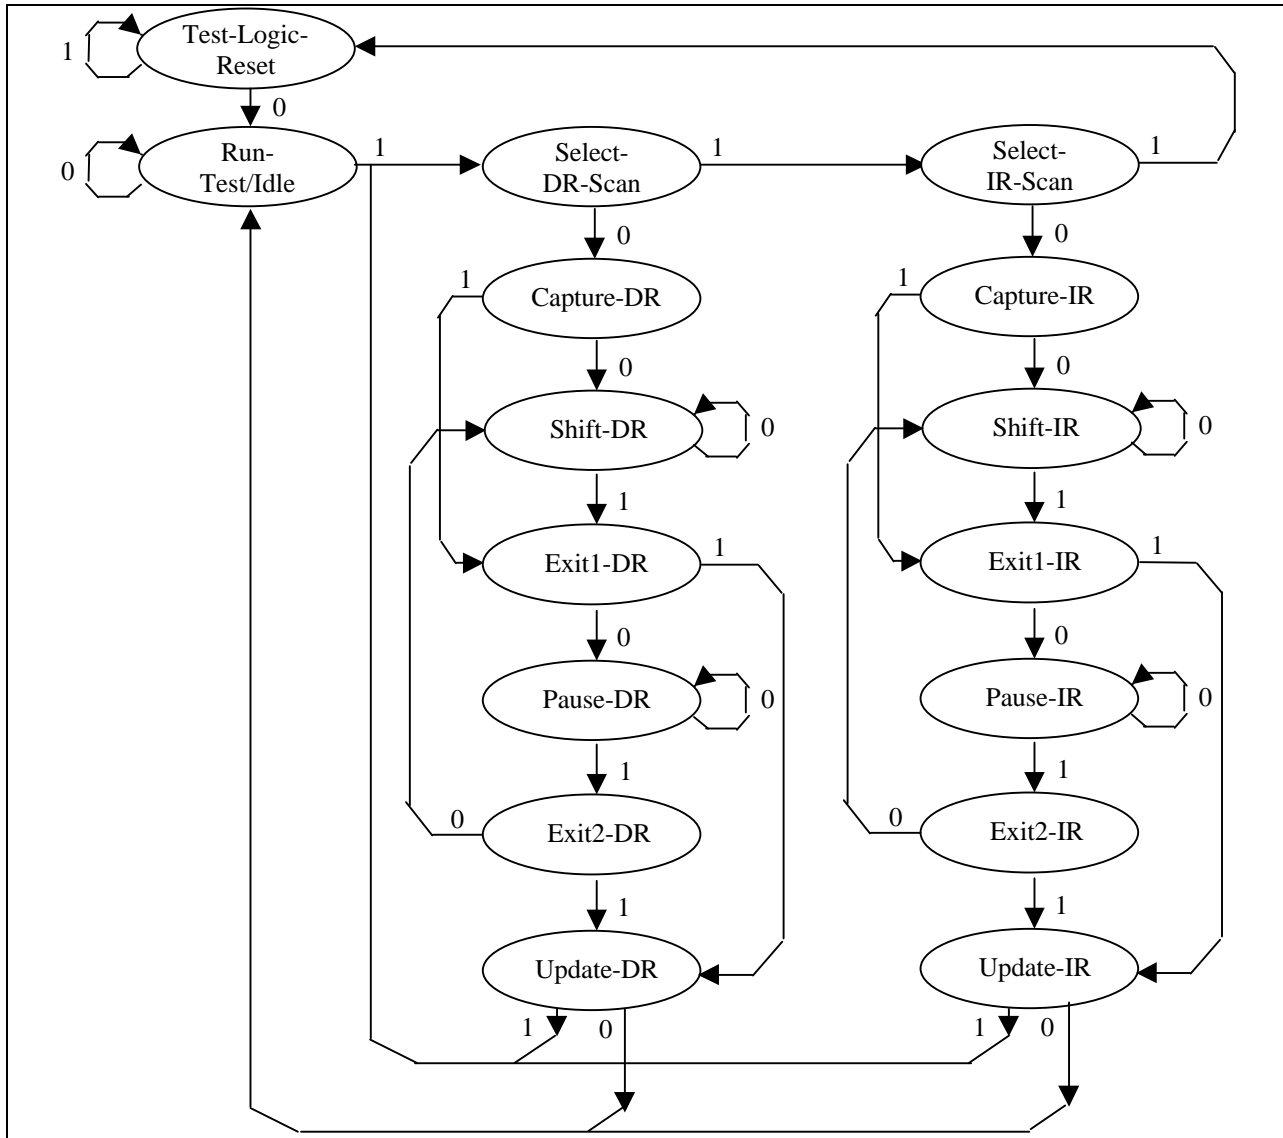 Test-Logic-
Reset
1
0
Run-
Test/Idle
0
1
Select-
DR-Scan
1
Select-
IR-Scan
1
0
0
1
Capture-DR
1
Capture-IR
0
0
Shift-DR
0
Shift-IR
0
1
1
Exit1-DR
1
Exit1-IR
1
0
0
Pause-DR
0
Pause-IR
0
1
1
0
Exit2-DR
0
Exit2-IR
1
1
Update-DR
Update-IR
1
0
1
0